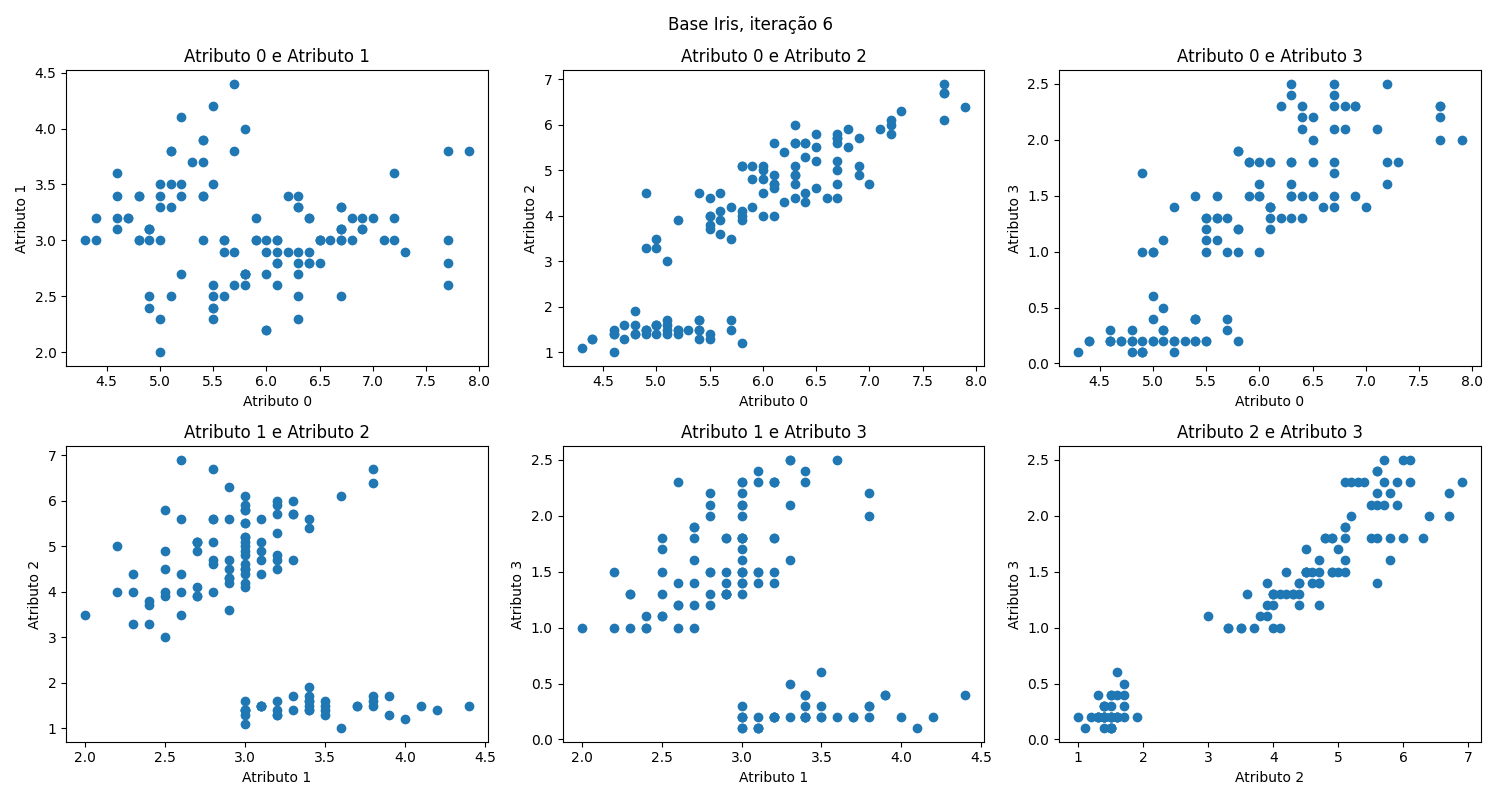 Base Iris, iteração 6
Atributo 0 e Atributo 1
4.5
4.0
3.5
3.0
2.5
2.0
Atributo 1
4.5 5.0 5.5 6.0 6.5 7.0 7.5 8.0
Atributo 0
Atributo 0 e Atributo 2
7
6
5
4
3
2
1
Atributo 2
4.5 5.0 5.5 6.0 6.5 7.0 7.5 8.0
Atributo 0
Atributo 0 e Atributo 3
2.5
2.0
1.5
1.0
0.5
0.0
Atributo 3
4.5 5.0 5.5 6.0 6.5 7.0 7.5 8.0
Atributo 0
Atributo 1 e Atributo 2
7
6
5
4
3
2
1
Atributo 2
2.0 2.5 3.0 3.5 4.0 4.5
Atributo 1
Atributo 1 e Atributo 3
2.5
2.0
1.5
1.0
0.5
0.0
Atributo 3
2.0 2.5 3.0 3.5 4.0 4.5
Atributo 1
Atributo 2 e Atributo 3
2.5
2.0
1.5
1.0
0.5
0.0
Atributo 3
1 2 3 4 5 6 7
Atributo 2